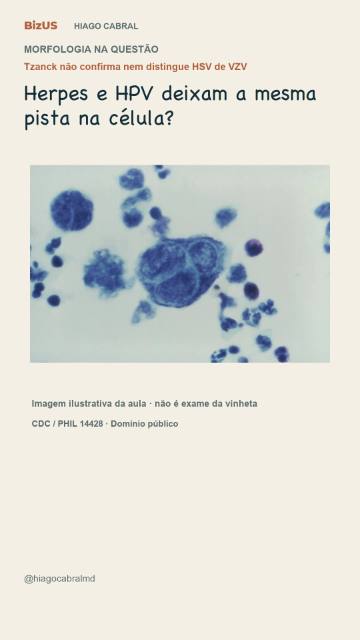 BizUS HIAGO CABRAL
MORFOLOGIA NA QUESTÃO
Tzanck não confirma nem distingue HSV de VZV
Herpes e HPV deixam a mesma
pista na célula?
Imagem ilustrativa da aula · não é exame da vinheta
CDC / PHIL 14428 · Domínio público
@hiagocabralmd